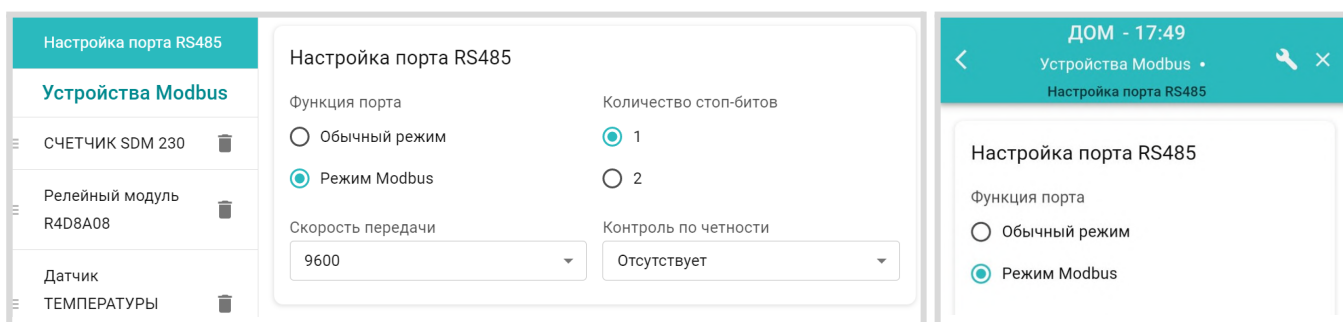 Настройка порта RS485
Устройства Modbus
СЧЕТЧИК SDM 230
Релейный модуль
R4D8A08
Датчик
ТЕМПЕРАТУРЫ
Настройка порта RS485
Функция порта
Обычный режим
Режим Modbus
Количество стоп-битов
1
2
Скорость передачи
9600
Контроль по четности
Отсутствует
ДОМ - 17:49
Устройства Modbus •
Настройка порта RS485
Настройка порта RS485
Функция порта
Обычный режим
Режим Modbus